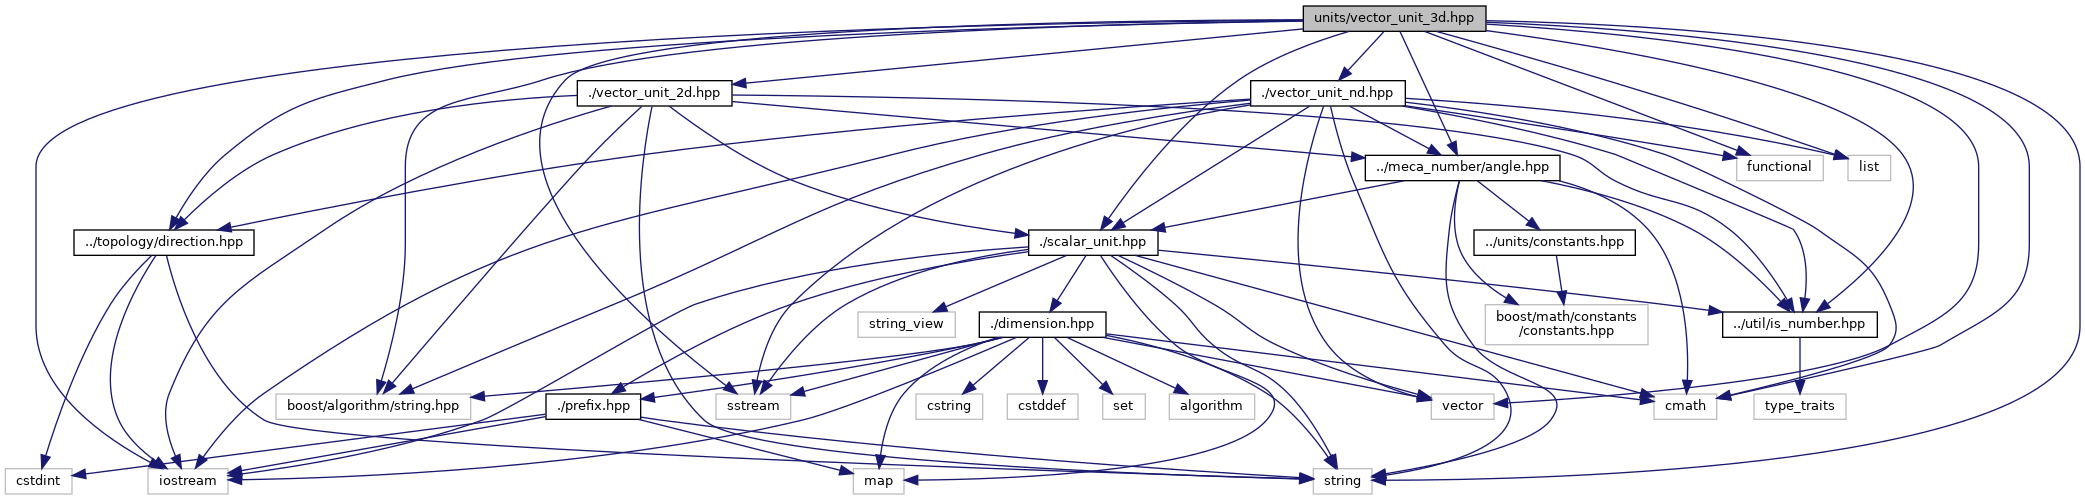 units/vector_unit_3d.hpp
./vector_unit_2d.hpp
./vector_unit_nd.hpp
../meca_number/angle.hpp
functional
list
../topology/direction.hpp
./scalar_unit.hpp
../units/constants.hpp
string_view
./dimension.hpp
boost/math/constants
/constants.hpp
../util/is_number.hpp
boost/algorithm/string.hpp
./prefix.hpp
sstream
cstring
cstddef
set
algorithm
vector
cmath
type_traits
cstdint
iostream
map
string